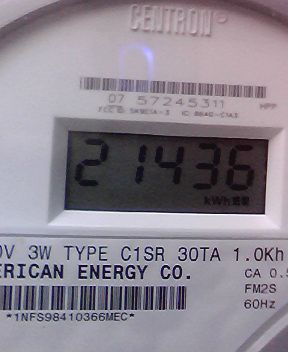 CENTRON®
07 57245311 HPP
21436
kWh
0V 3W TYPE C1SR 30TA 1.0Kh
ERICAN ENERGY CO.
CA 0.5
FM2S
60Hz
*1NFS98410366MEC*